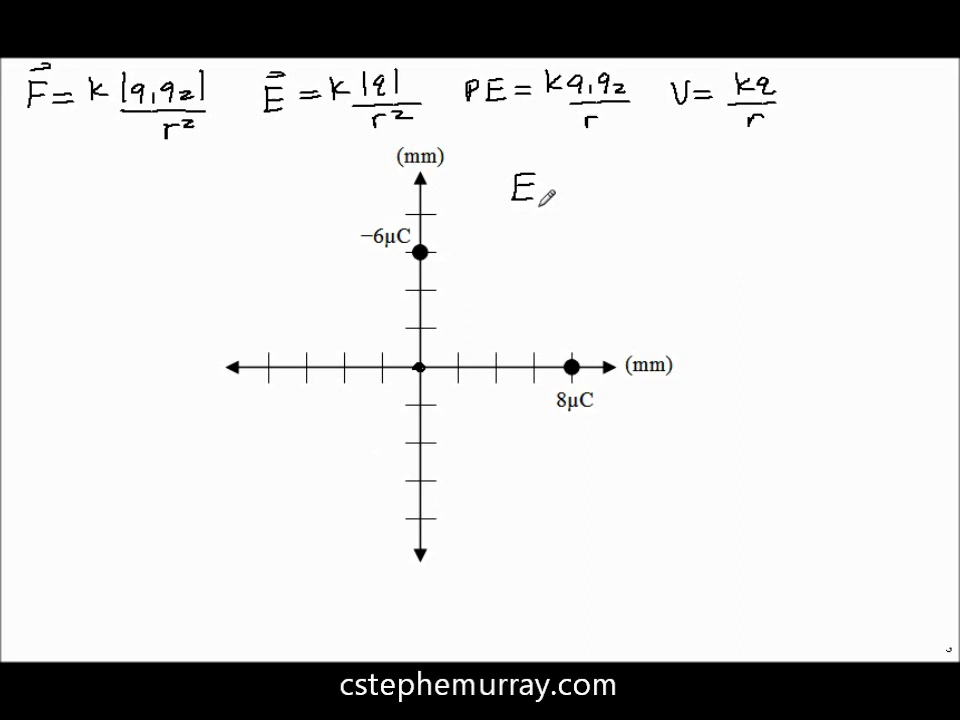 F = k |q₁q₂| / r² E = k |q| / r² PE = kq₁q₂ / r V = kq / r
(mm)
E
−6μC
(mm)
8μC
cstephemurray.com